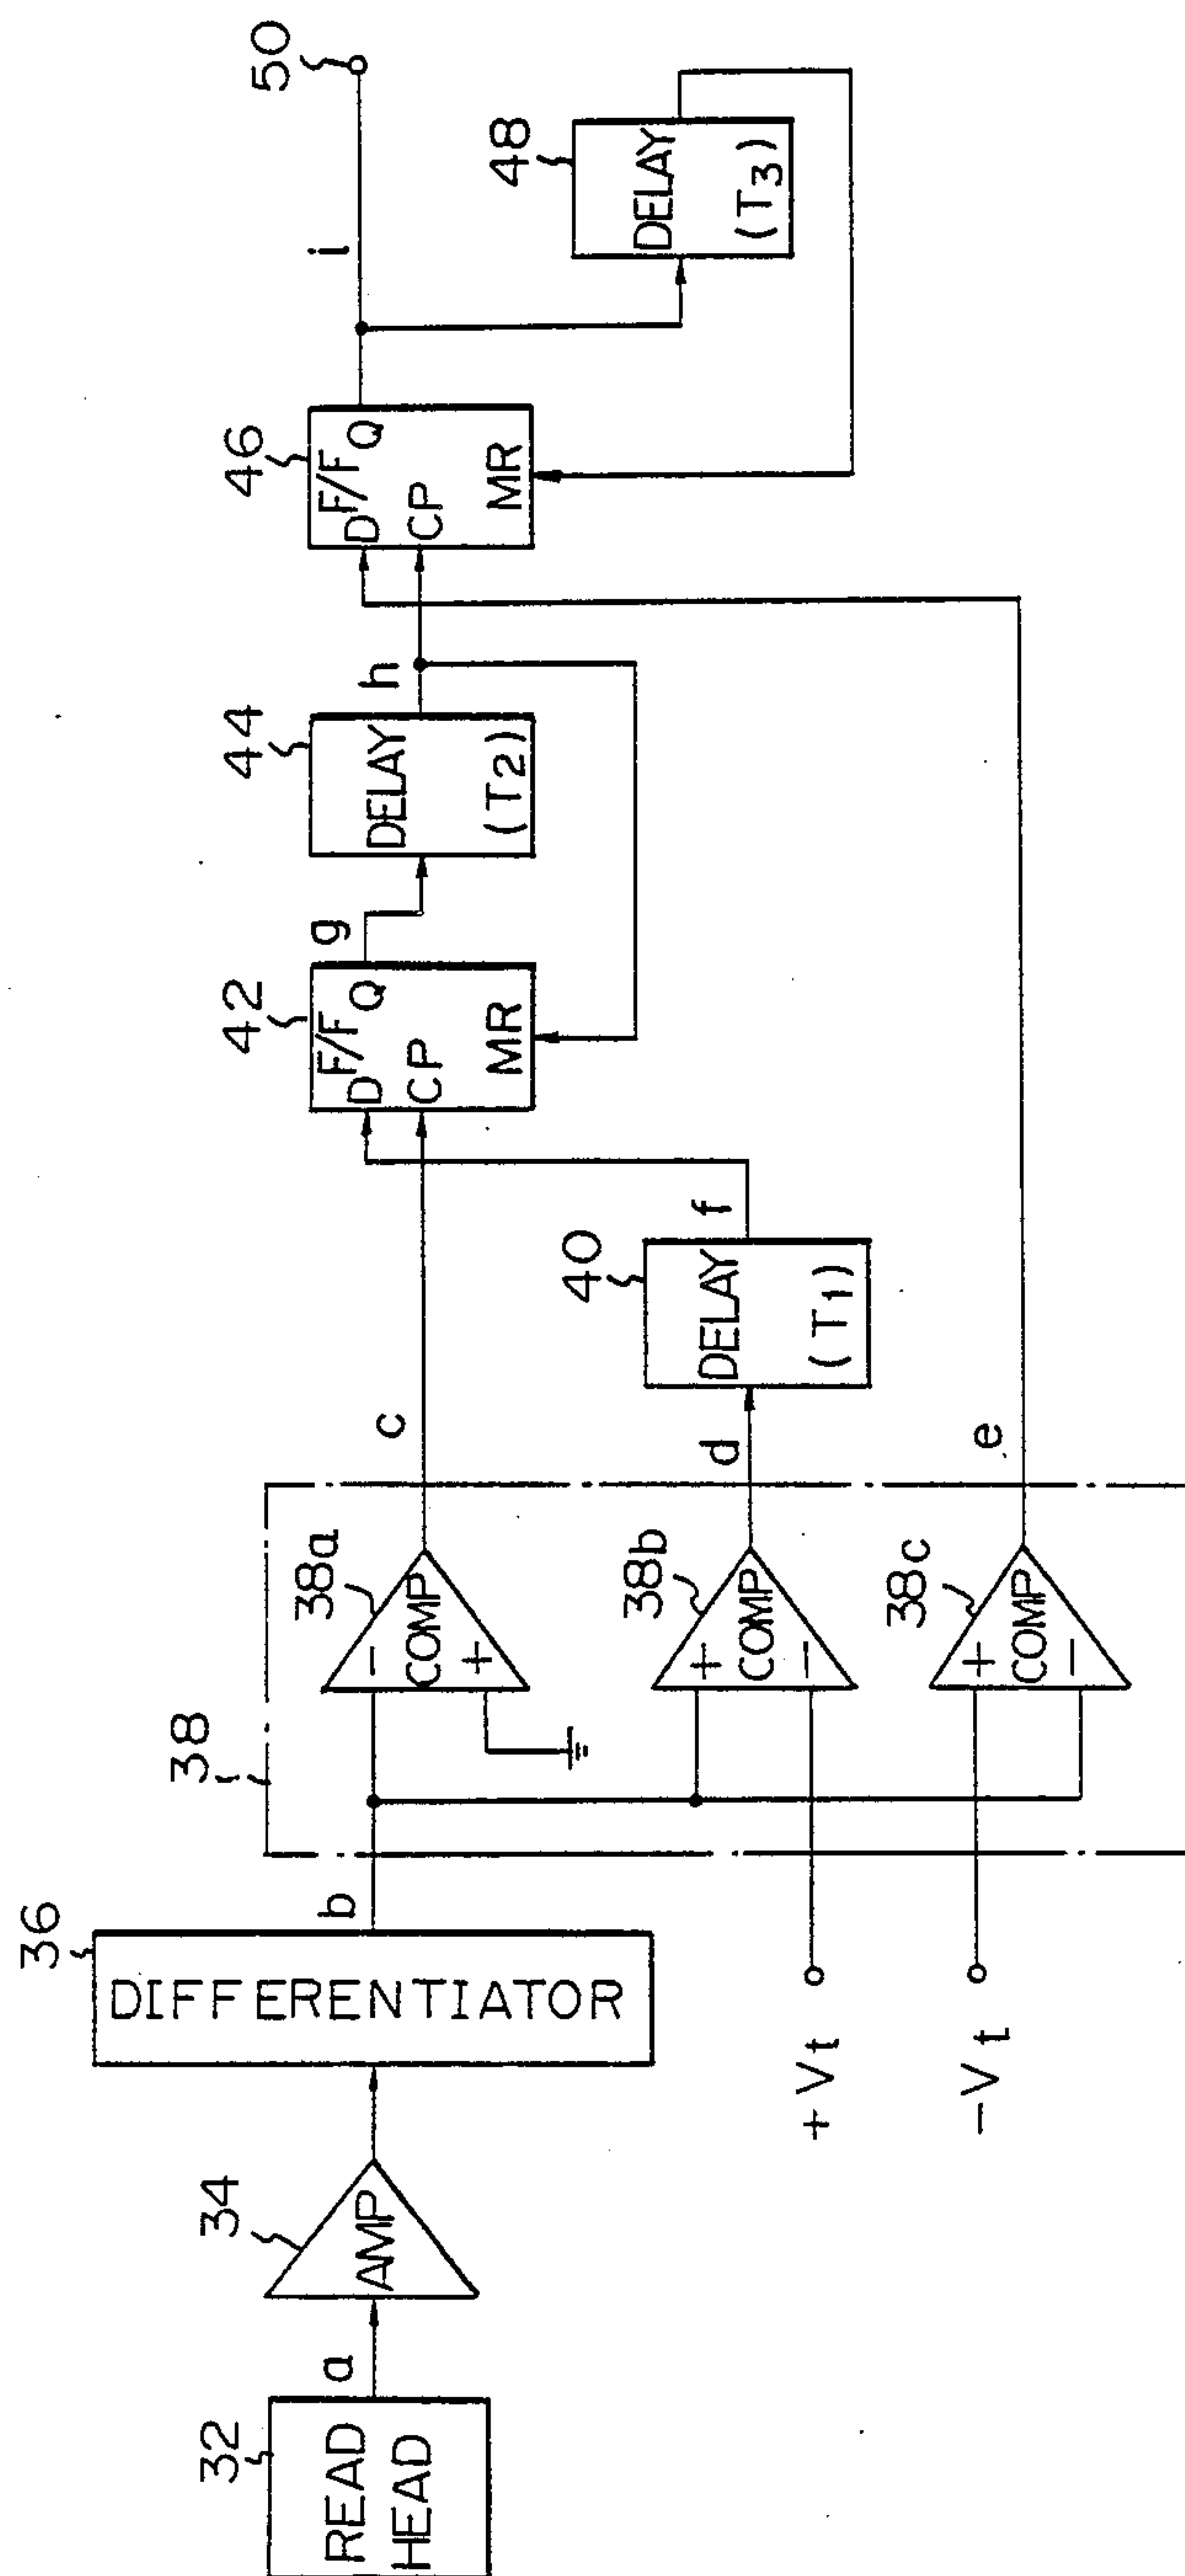 32
READ
HEAD
a
34
AMP
36
DIFFERENTIATOR
b
38
+Vt
-Vt
38a
-
COMP
+
38b
+
COMP
-
38c
+
COMP
-
c
d
e
40
DELAY
(T1)
f
42
F/F
D
Q
CP
MR
g
44
DELAY
(T2)
h
46
F/F
D
Q
CP
MR
i
48
DELAY
(T3)
50